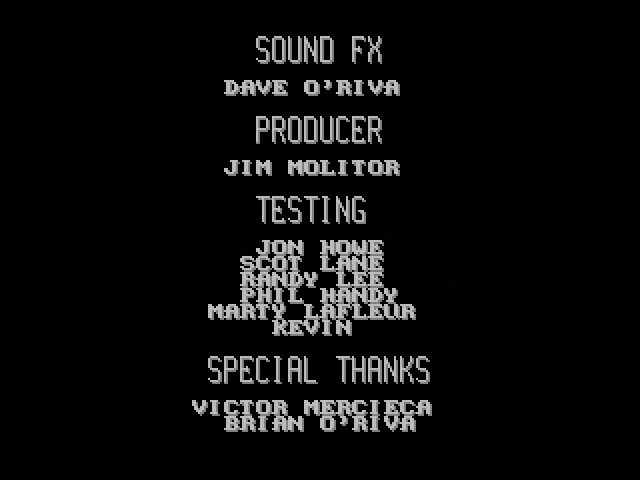 SOUND FX
DAVE O'RIVA
PRODUCER
JIM MOLITOR
TESTING
JON HOWE
SCOT LANE
RANDY LEE
PHIL HANDY
MARTY LAFLEUR
KEVIN
SPECIAL THANKS
VICTOR MERCIECA
BRIAN O'RIVA